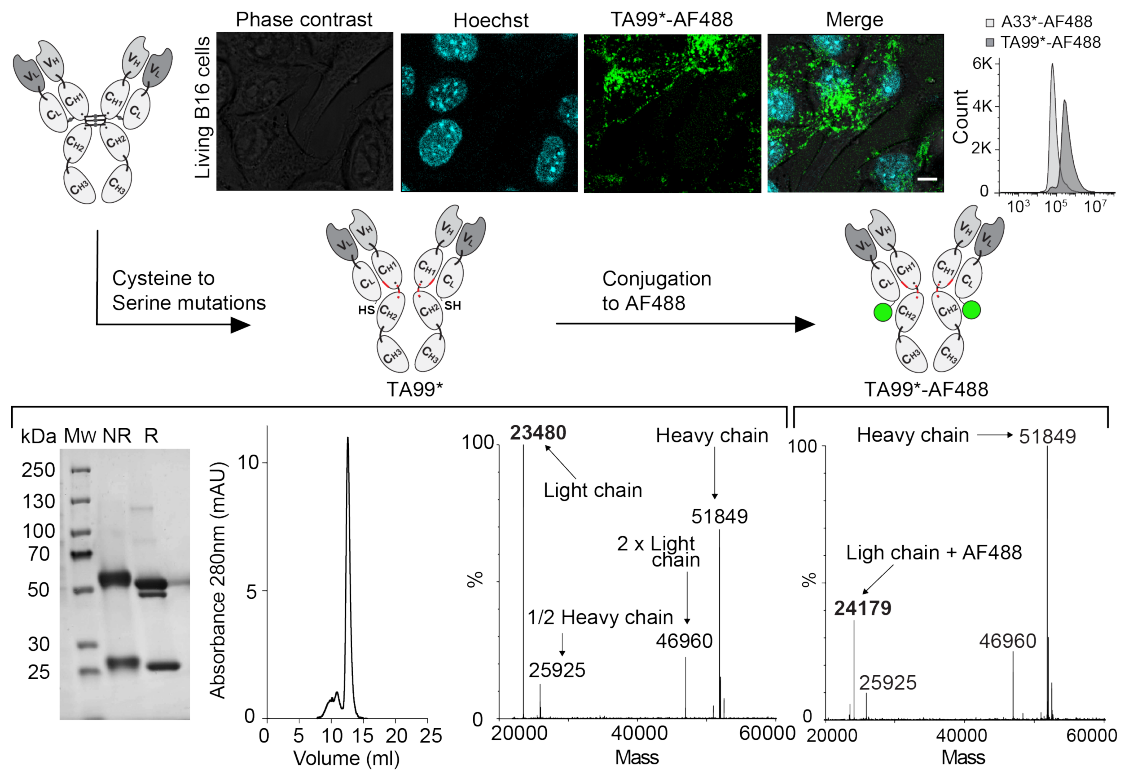 Phase contrast
Hoechst
TA99*-AF488
Merge
A33*-AF488
TA99*-AF488
Living B16 cells
VL
VH
VH
VL
CH1
CH1
CL
CL
CH2
CH2
CH3
CH3
Count
6K
4K
2K
0
10³ 10⁵ 10⁷
Cysteine to
Serine mutations
VL
VH
VH
VL
CH1
CH1
CL
CL
HS
SH
CH2
CH2
CH3
CH3
TA99*
Conjugation
to AF488
VL
VH
VH
VL
CH1
CH1
CL
CL
CH2
CH2
CH3
CH3
TA99*-AF488
kDa Mw NR R
250
130
100
70
50
30
25
Absorbance 280nm (mAU)
10
5
0
0 5 10 15 20 25
Volume (ml)
100
%
0
23480
Light chain
Heavy chain
51849
2 x Light
chain
1/2 Heavy chain
46960
25925
20000 40000 60000
Mass
100
%
0
Heavy chain
51849
Ligh chain + AF488
24179
46960
25925
20000 40000 60000
Mass